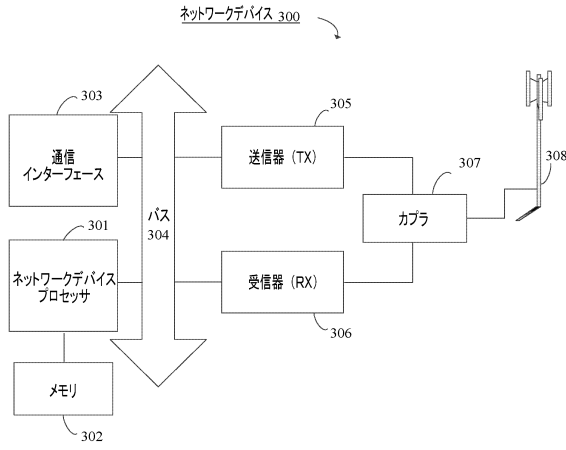 ネットワークデバイス 300
303
通信
インターフェース
305
送信器 (TX)
307
カプラ
308
バス
304
301
ネットワークデバイス
プロセッサ
受信器 (RX)
306
メモリ
302